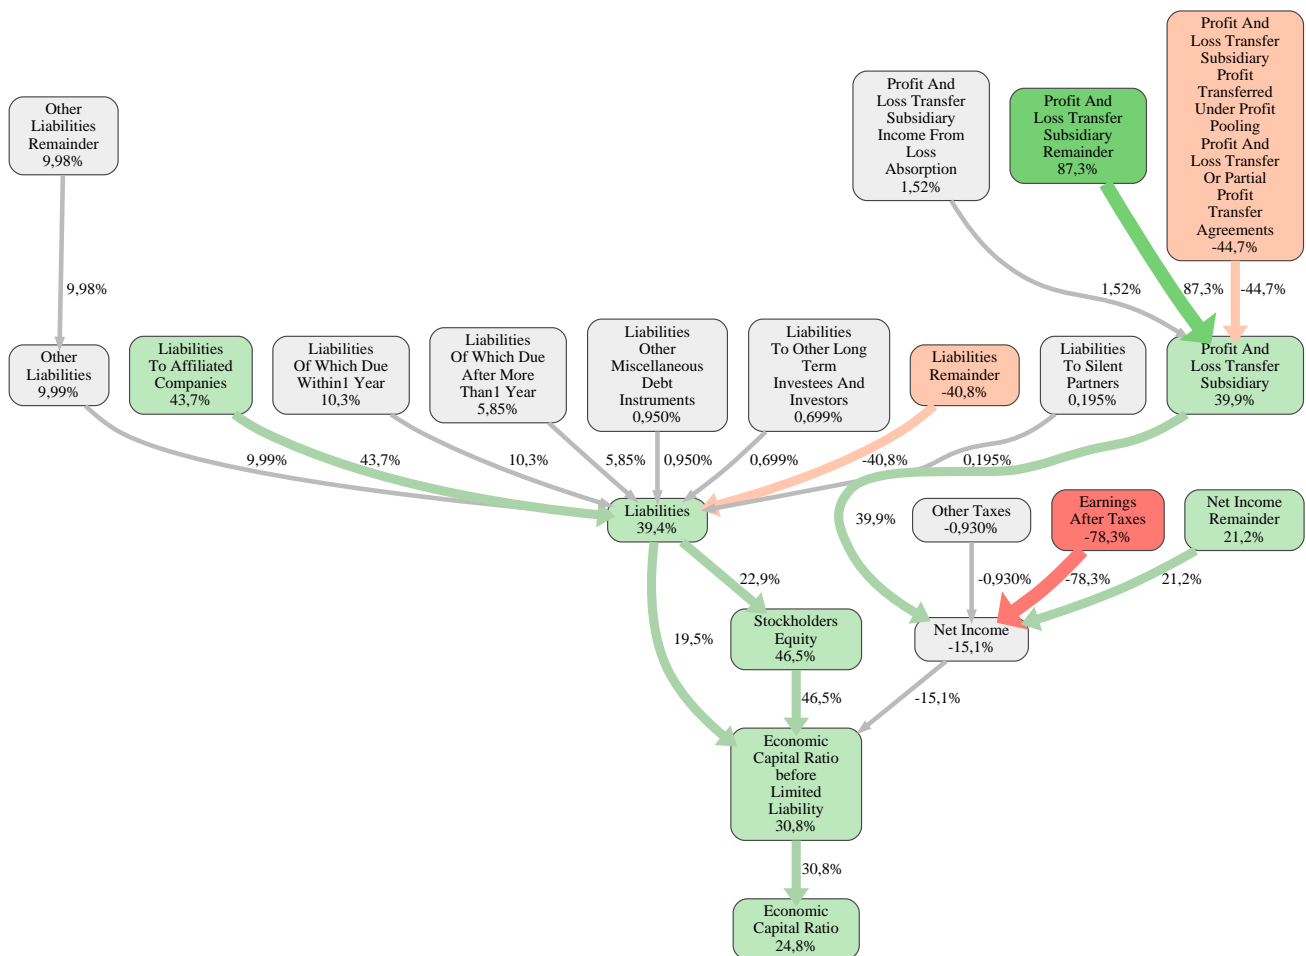 Profit And
Loss Transfer
Subsidiary
Profit
Transferred
Under Profit
Pooling
Profit And
Loss Transfer
Or Partial
Profit
Transfer
Agreements
-44,7%
Profit And
Loss Transfer
Subsidiary
Income From
Loss
Absorption
1,52%
Profit And
Loss Transfer
Subsidiary
Remainder
87,3%
Other
Liabilities
Remainder
9,98%
9,98%
1,52%
87,3%
-44,7%
Other
Liabilities
9,99%
Liabilities
To Affiliated
Companies
43,7%
Liabilities
Of Which Due
Within1 Year
10,3%
Liabilities
Of Which Due
After More
Than1 Year
5,85%
Liabilities
Other
Miscellaneous
Debt
Instruments
0,950%
Liabilities
To Other Long
Term
Investees And
Investors
0,699%
Liabilities
Remainder
-40,8%
Liabilities
To Silent
Partners
0,195%
Profit And
Loss Transfer
Subsidiary
39,9%
9,99%
43,7%
10,3%
5,85%
0,950%
0,699%
-40,8%
0,195%
Liabilities
39,4%
39,9%
Other Taxes
-0,930%
Earnings
After Taxes
-78,3%
Net Income
Remainder
21,2%
22,9%
-0,930%
-78,3%
21,2%
19,5%
Stockholders
Equity
46,5%
Net Income
-15,1%
46,5%
-15,1%
Economic
Capital Ratio
before
Limited
Liability
30,8%
30,8%
Economic
Capital Ratio
24,8%